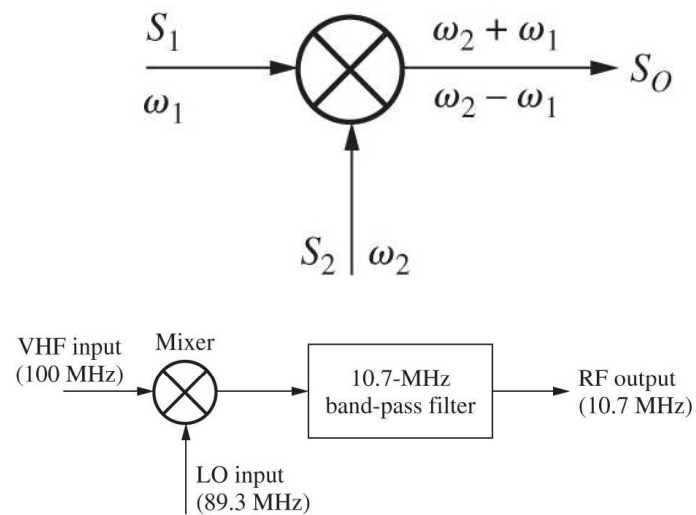 S₁
ω₁
ω₂ + ω₁
ω₂ − ω₁
S_O
S₂ ω₂
VHF input
(100 MHz)
Mixer
LO input
(89.3 MHz)
10.7-MHz
band-pass filter
RF output
(10.7 MHz)